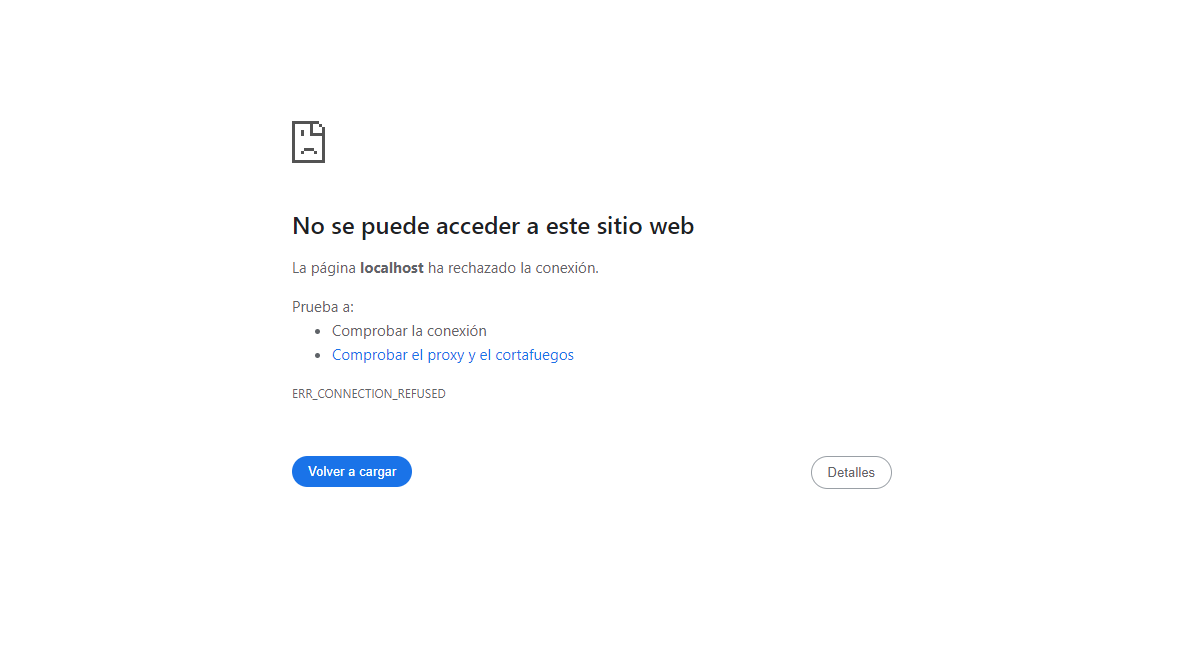 No se puede acceder a este sitio web
La página localhost ha rechazado la conexión.
Prueba a:
Comprobar la conexión
Comprobar el proxy y el cortafuegos
ERR_CONNECTION_REFUSED
Volver a cargar
Detalles